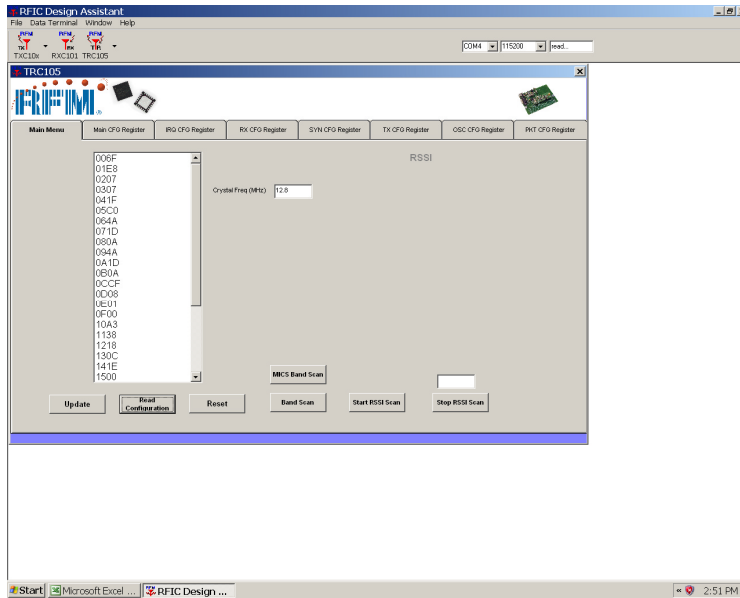 RFIC Design Assistant
File Data Terminal Window Help
TXC10x RXC101 TRC105
COM4 115200 read...
TRC105
RFM
Main Menu Main CFG Register IRQ CFG Register RX CFG Register SYN CFG Register TX CFG Register OSC CFG Register PKT CFG Register
RSSI
Crystal Freq (MHz) 12.8
006F
01E8
0207
0307
041F
05C0
064A
071D
080A
094A
0A1D
0B0A
0CCF
0D08
0E01
0F00
10A3
1138
1218
130C
141E
1500
MICS Band Scan
Update Read Configuration Reset Band Scan Start RSSI Scan Stop RSSI Scan
Start Microsoft Excel ... RFIC Design ... 2:51 PM